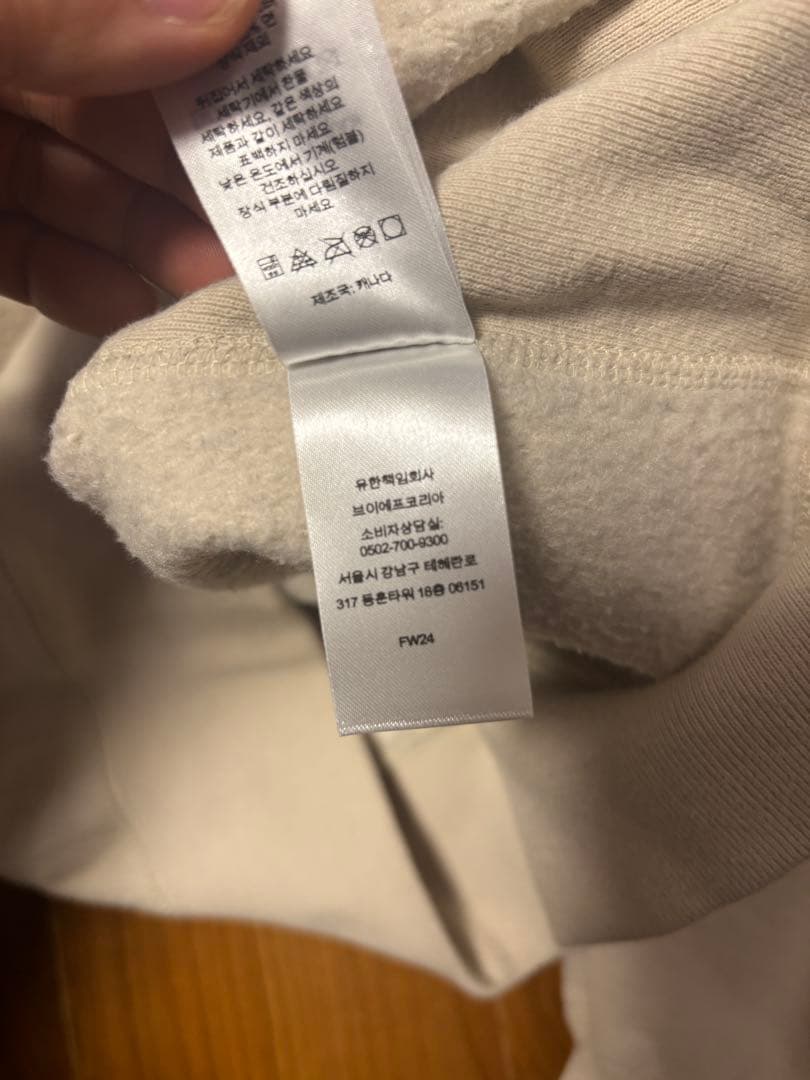 뒤집어서 세탁하세요
세탁기에서 찬물
세탁하세요, 같은 색상의
제품과 같이 세탁하세요
표백하지 마세요
낮은 온도에서 기계(텀블)
건조하십시오
장식 부분에 다림질하지
마세요
제조국: 캐나다
유한책임회사
브이에프코리아
소비자상담실:
0502-700-9300
서울시 강남구 테헤란로
317 동훈타워 18층 06151
FW24